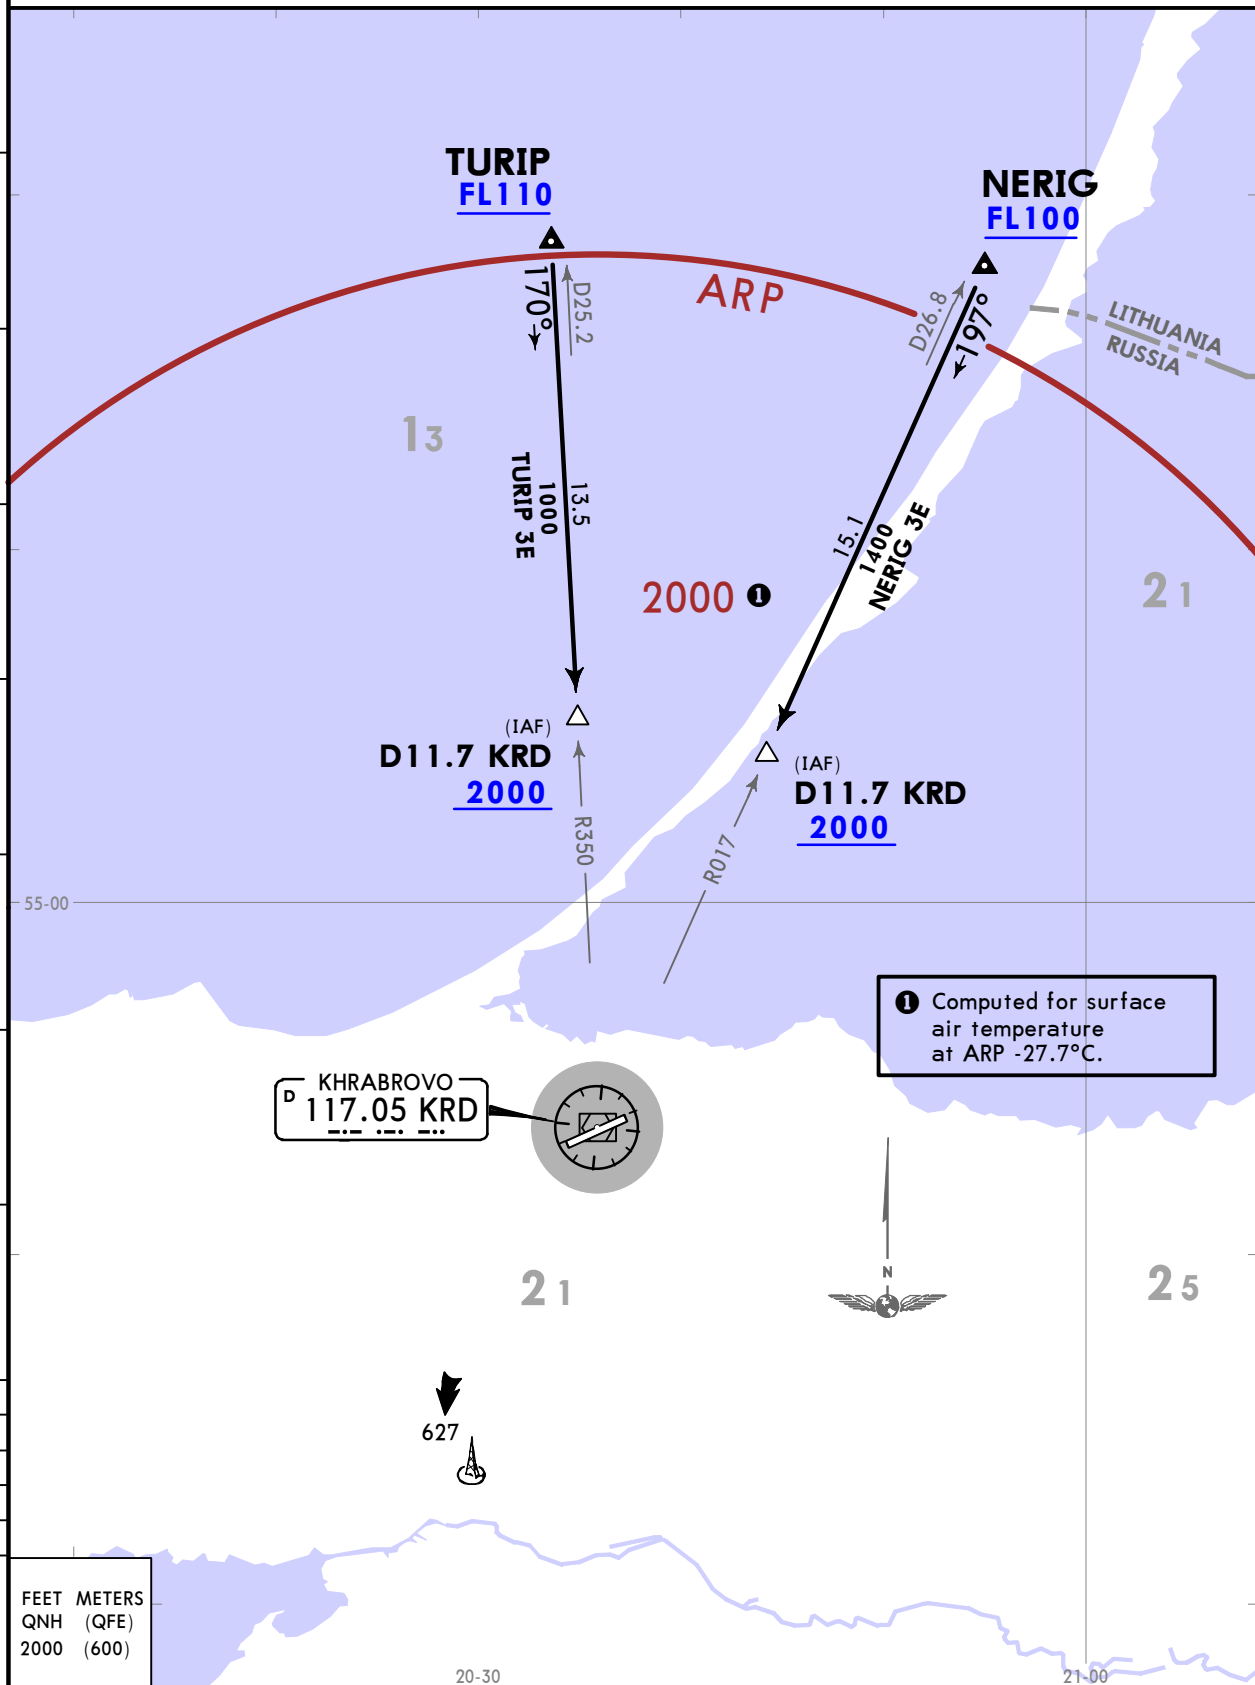 TURIP
FL110
NERIG
FL100
ARP
170°
D25.2
D26.8
197°
LITHUANIA
RUSSIA
13
TURIP 3E
1000
13.5
15.1
1400
NERIG 3E
2000 1
21
(IAF)
D11.7 KRD
2000
(IAF)
D11.7 KRD
2000
R350
R017
55-00
1 Computed for surface
air temperature
at ARP -27.7°C.
KHRABROVO
D 117.05 KRD
N
21
25
627
FEET METERS
QNH (QFE)
2000 (600)
20-30
21-00